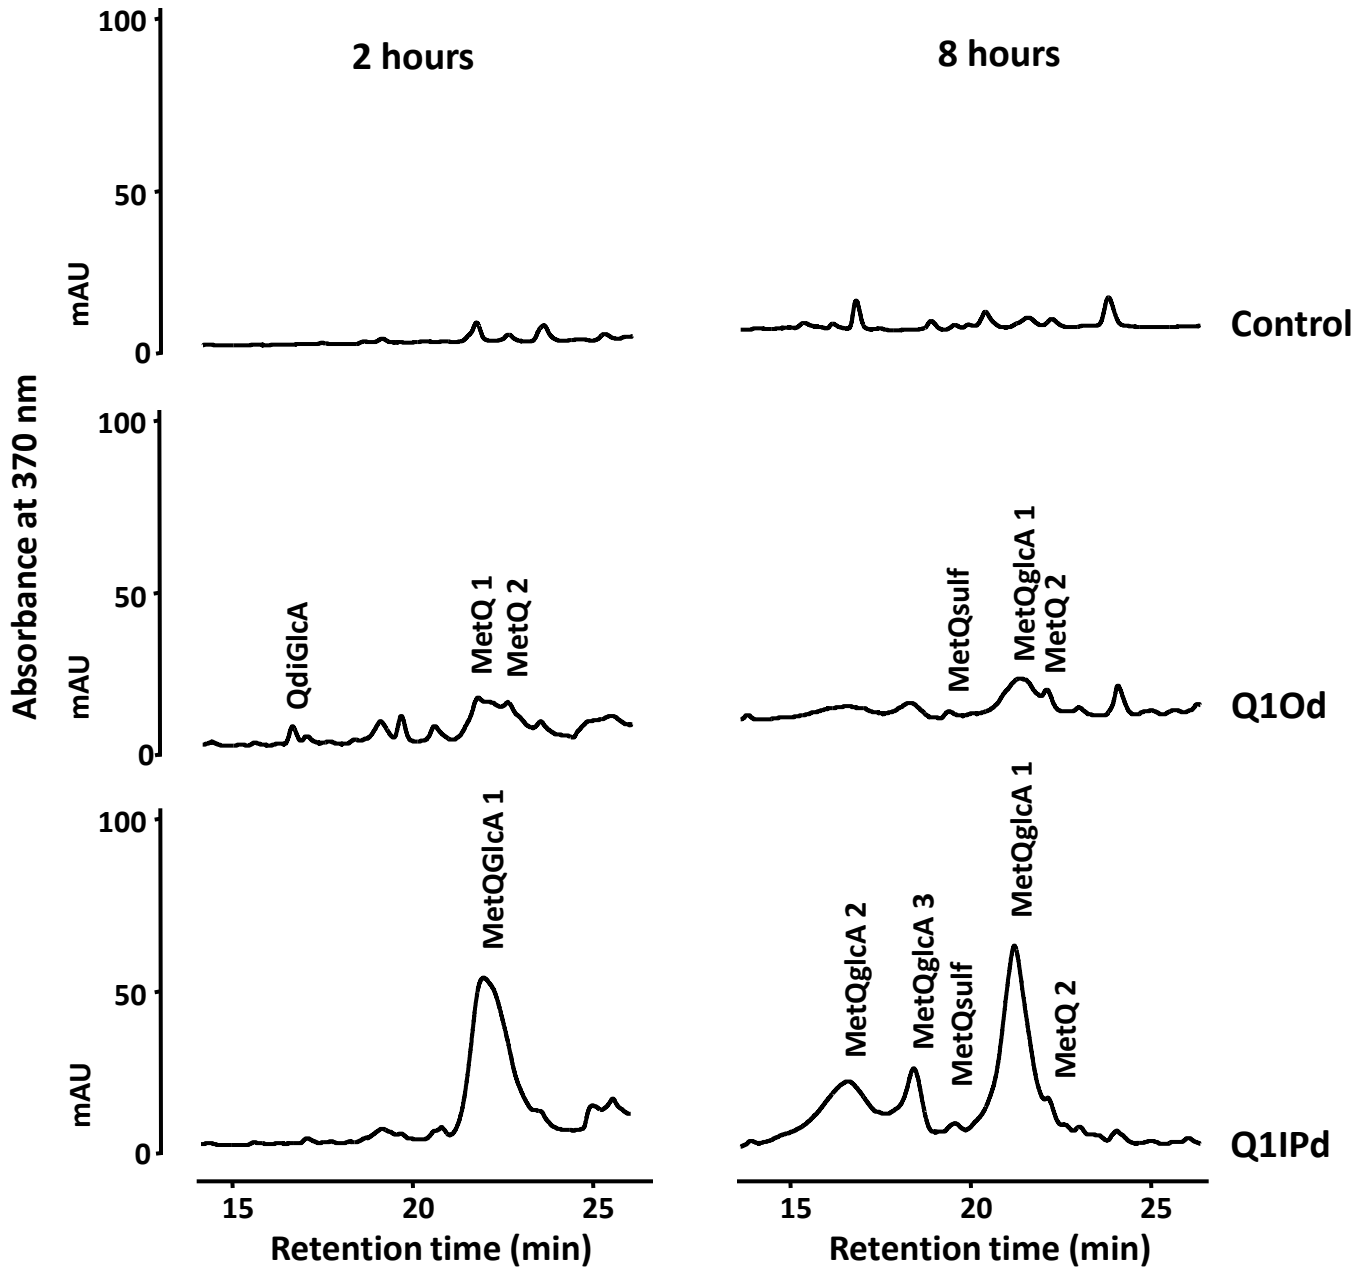 2 hours
8 hours
100
50
0
mAU
Control
Absorbance at 370 nm
100
50
0
mAU
QdiGlcA
MetQ 1
MetQ 2
MetQsulf
MetQglcA 1
MetQ 2
Q1Od
100
50
0
mAU
MetQGlcA 1
MetQglcA 2
MetQglcA 3
MetQsulf
MetQglcA 1
MetQ 2
Q1IPd
15
20
25
15
20
25
Retention time (min)
Retention time (min)